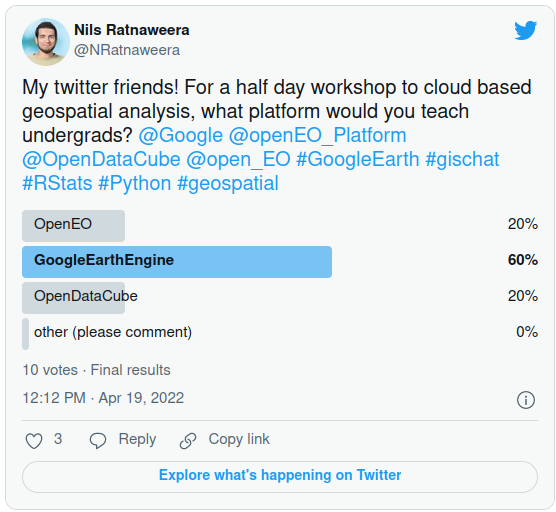 Nils Ratnaweera
@NRatnaweera
My twitter friends! For a half day workshop to cloud based
geospatial analysis, what platform would you teach
undergrads? @Google @openEO_Platform
@OpenDataCube @open_EO #GoogleEarth #gischat
#RStats #Python #geospatial
OpenEO 20%
GoogleEarthEngine 60%
OpenDataCube 20%
other (please comment) 0%
10 votes · Final results
12:12 PM · Apr 19, 2022
3 Reply Copy link
Explore what's happening on Twitter